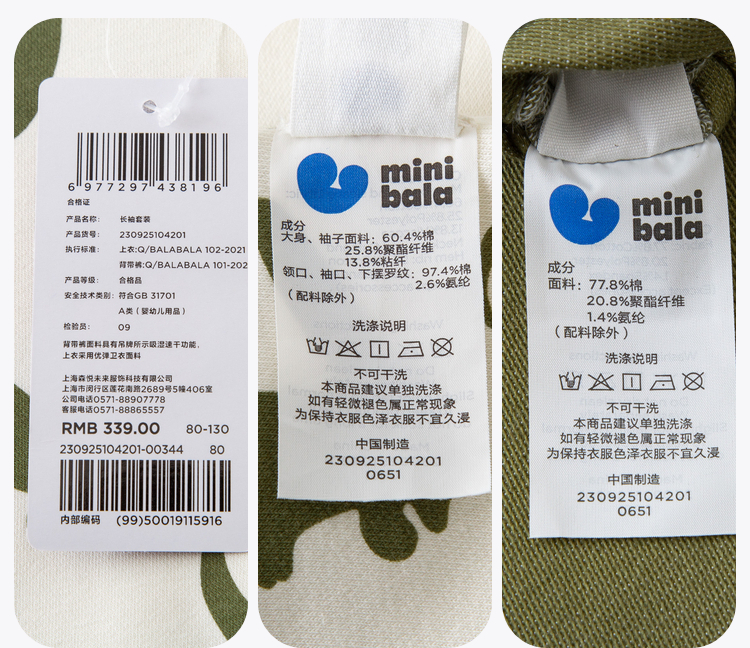 6 977297 438196
合格证
产品名称: 长袖套装
产品货号: 230925104201
执行标准: 上衣:Q/BALABALA 102-2021
背带裤:Q/BALABALA 101-202
产品等级: 合格品
安全技术类别: 符合GB 31701
A类（婴幼儿用品）
检验员: 09
背带裤面料具有吊牌所示吸湿速干功能，
上衣采用优弹卫衣面料
上海森悦未来服饰科技有限公司
上海市闵行区莲花南路2689号5幢406室
公司电话0571-88907778
客服电话0571-88865557
RMB 339.00 80-130
230925104201-00344 80
内部编码 (99)50019115916
mini
bala
成分
大身、袖子面料: 60.4%棉
25.8%聚酯纤维
13.8%粘纤
领口、袖口、下摆罗纹: 97.4%棉
2.6%氨纶
（配料除外）
洗涤说明
不可干洗
本商品建议单独洗涤
如有轻微褪色属正常现象
为保持衣服色泽衣服不宜久浸
中国制造
230925104201
0651
mini
bala
成分
面料: 77.8%棉
20.8%聚酯纤维
1.4%氨纶
（配料除外）
洗涤说明
不可干洗
本商品建议单独洗涤
如有轻微褪色属正常现象
为保持衣服色泽衣服不宜久浸
中国制造
230925104201
0651